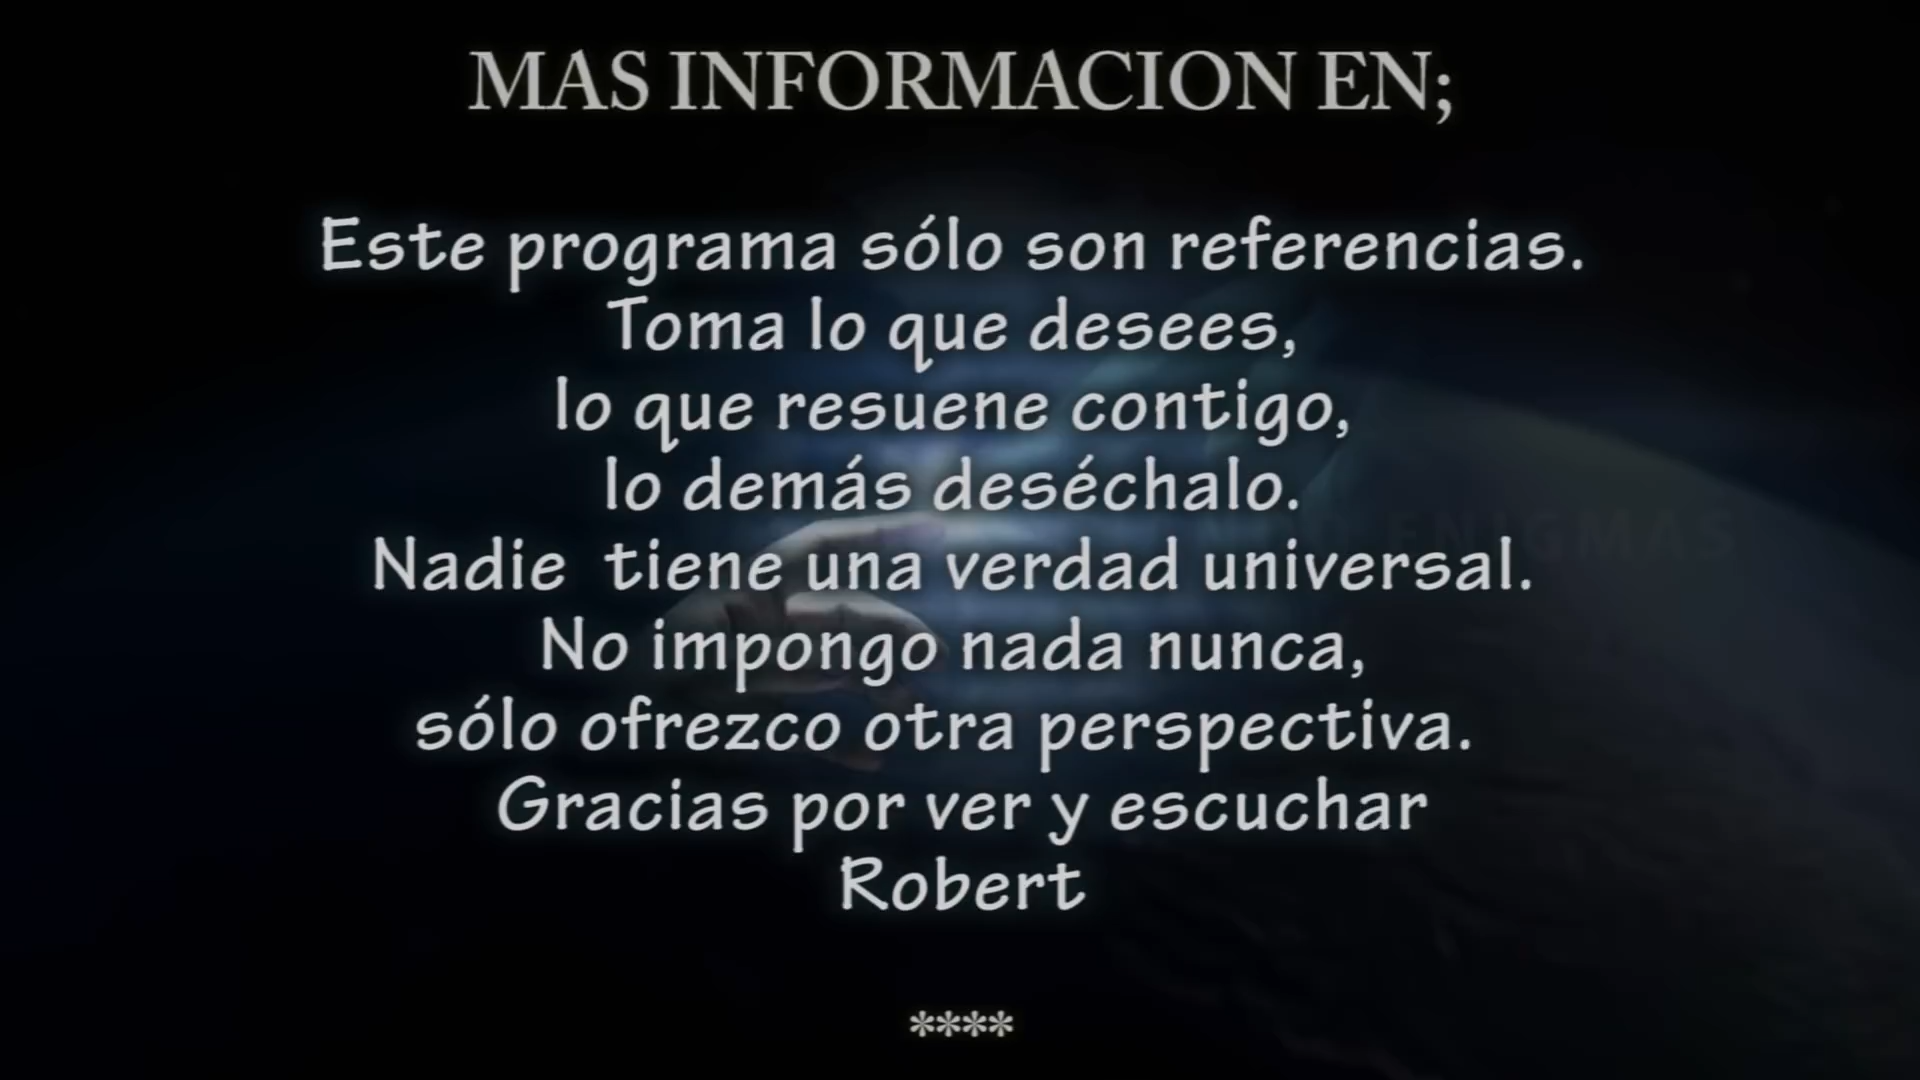 MAS INFORMACION EN;
Este programa sólo son referencias.
Toma lo que desees,
lo que resuene contigo,
lo demás deséchalo.
ENIGMAS
Nadie tiene una verdad universal.
No impongo nada nunca,
sólo ofrezco otra perspectiva.
Gracias por ver y escuchar
Robert
****